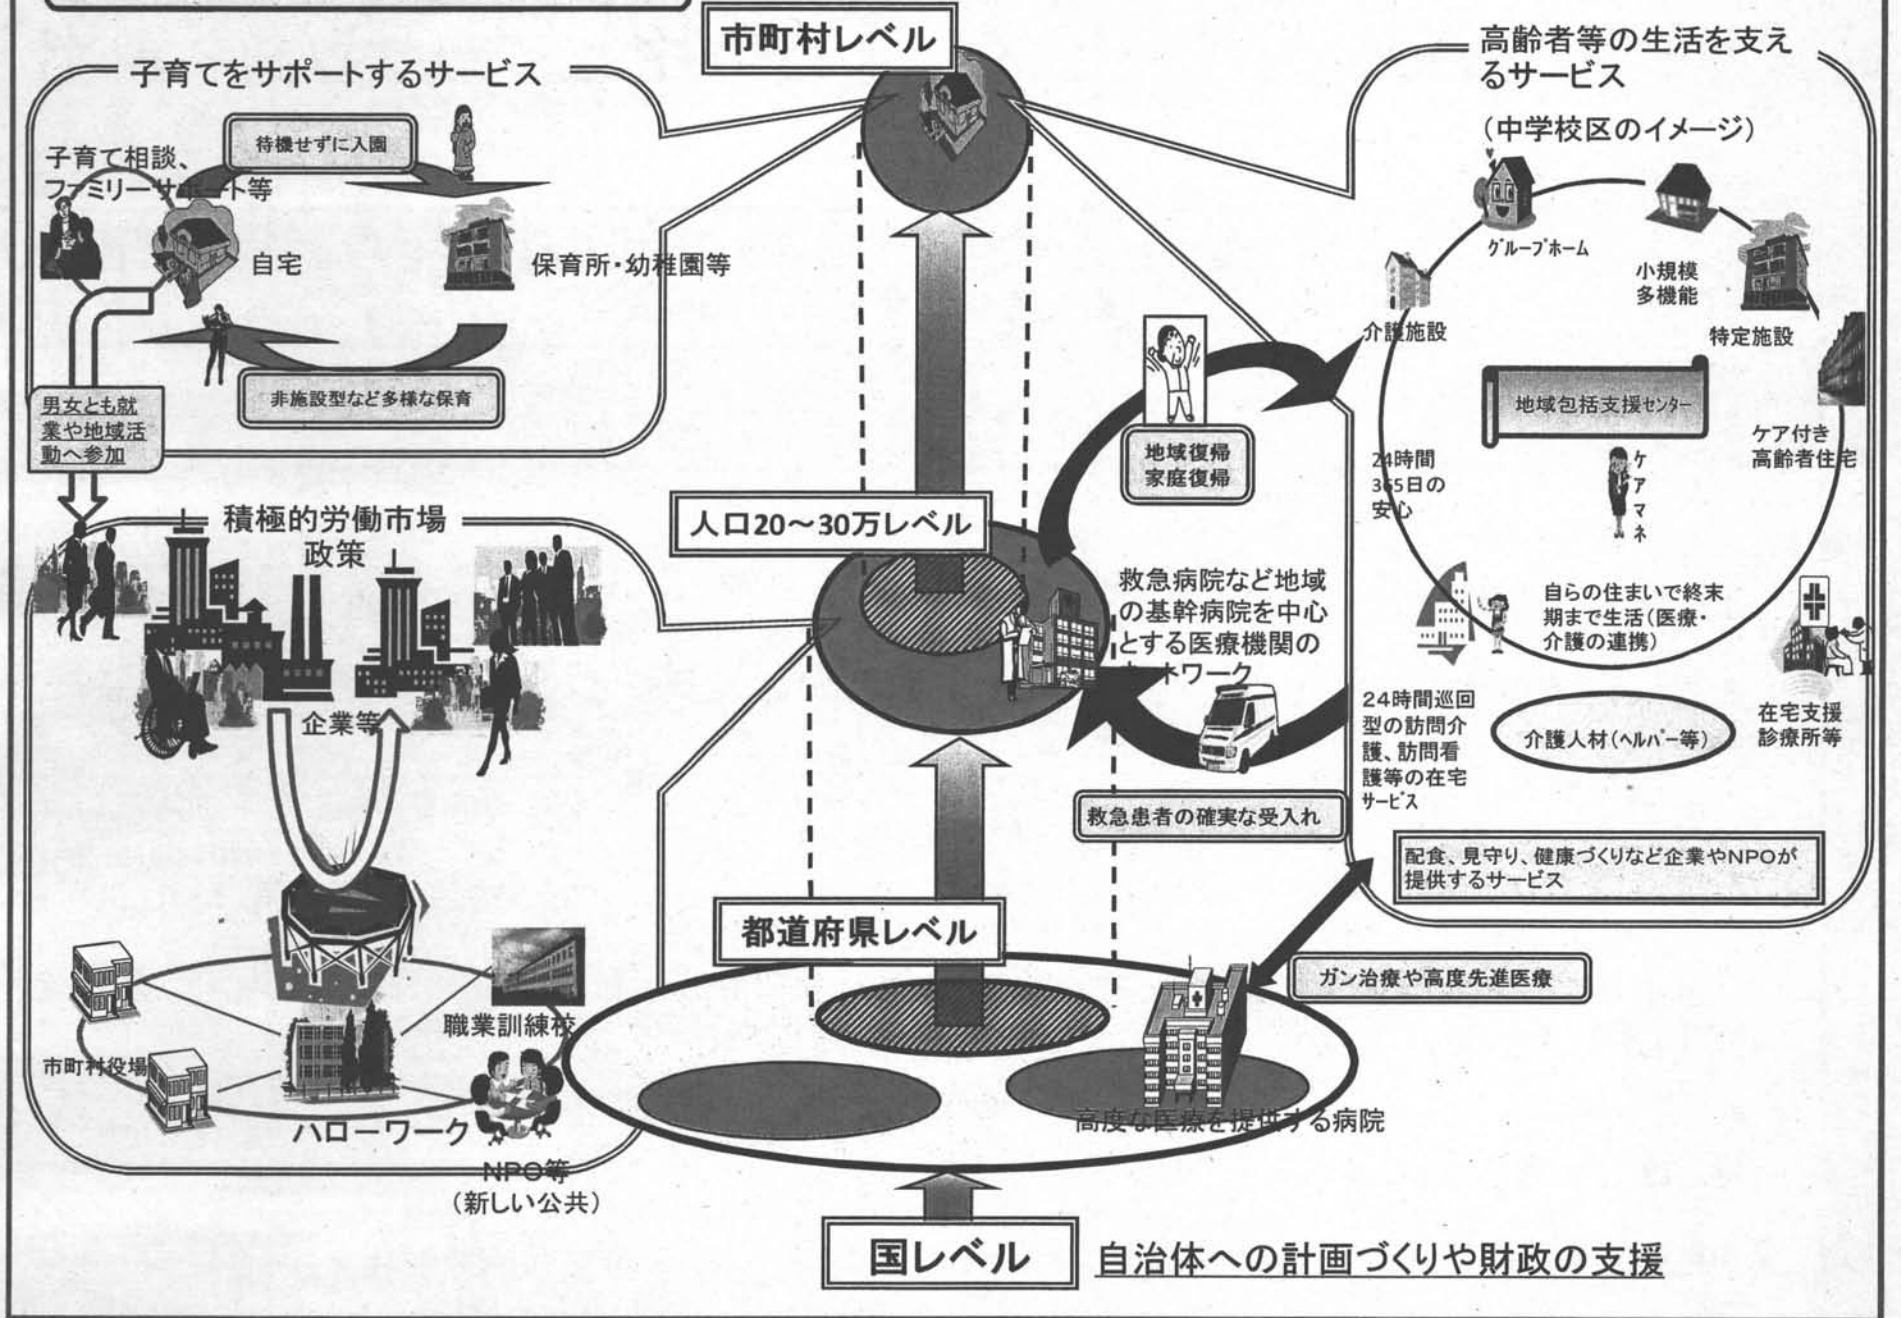 市町村レベル
子育てをサポートするサービス
待機せずに入園
子育て相談、
ファミリーサポート等
自宅
保育所・幼稚園等
非施設型など多様な保育
男女とも就
業や地域活
動へ参加
積極的労働市場
政策
企業等
職業訓練校
市町村役場
ハローワーク
NPO等
(新しい公共)
人口20～30万レベル
地域復帰
家庭復帰
救急病院など地域
の基幹病院を中心
とする医療機関の
ネットワーク
救急患者の確実な受入れ
都道府県レベル
ガン治療や高度先進医療
高度な医療を提供する病院
国レベル
自治体への計画づくりや財政の支援
高齢者等の生活を支え
るサービス
(中学校区のイメージ)
グループホーム
小規模
多機能
介護施設
特定施設
地域包括支援センター
ケア付き
高齢者住宅
24時間
365日の
安心
ケアマネ
自らの住まいで終末
期まで生活(医療・
介護の連携)
24時間巡回
型の訪問介
護、訪問看
護等の在宅
サービス
介護人材(ヘルパー等)
在宅支援
診療所等
配食、見守り、健康づくりなど企業やNPOが
提供するサービス